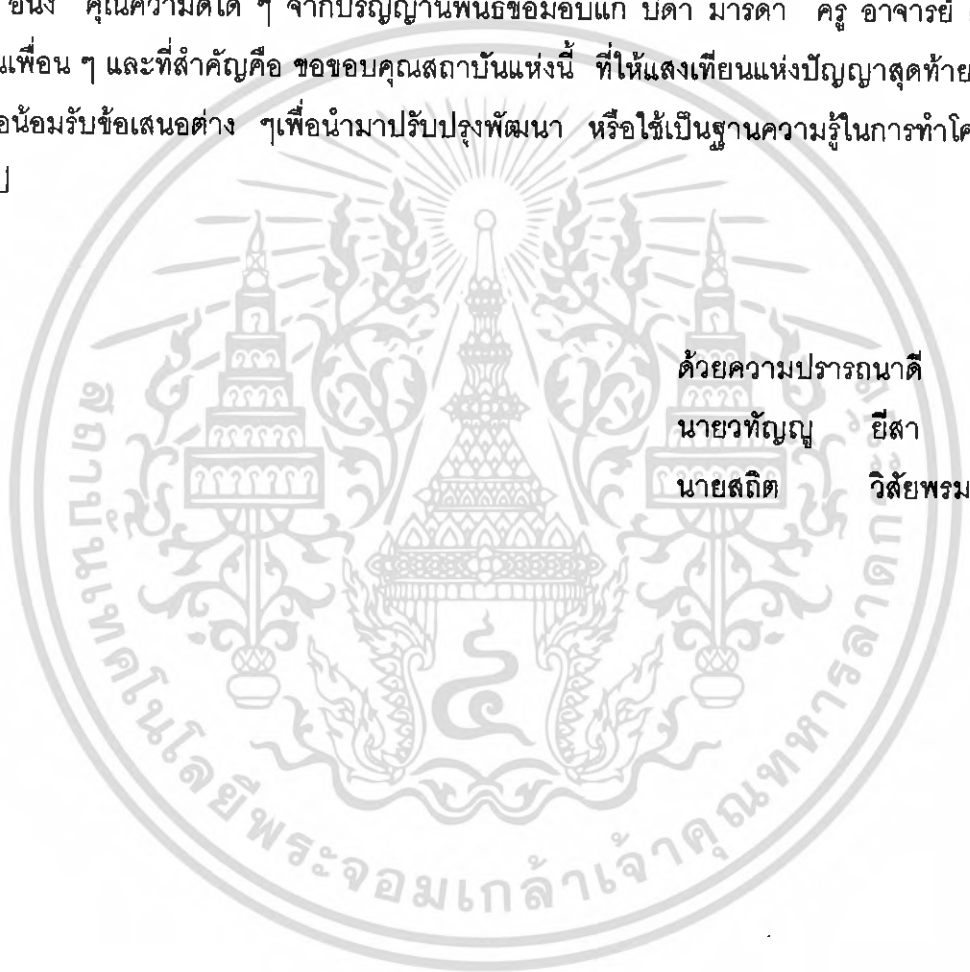 อนึ่ง คุณความดีใด ๆ จากปริญญานิพนธ์ขอมอบแก่ บิดา มารดา ครู อาจารย์
นเพื่อน ๆ และที่สำคัญคือ ขอขอบคุณสถาบันแห่งนี้ ที่ให้แสงเทียนแห่งปัญญาสุดท้าย
อน้อมรับข้อเสนอต่าง ๆเพื่อนำมาปรับปรุงพัฒนา หรือใช้เป็นฐานความรู้ในการทำโค
ด้วยความปรารถนาดี
นายวทัญญู ยีสา
นายสถิต วิสัยพรม
สถาบันเทคโนโลยีพระจอมเกล้าเจ้าคุณทหารลาดกระบัง